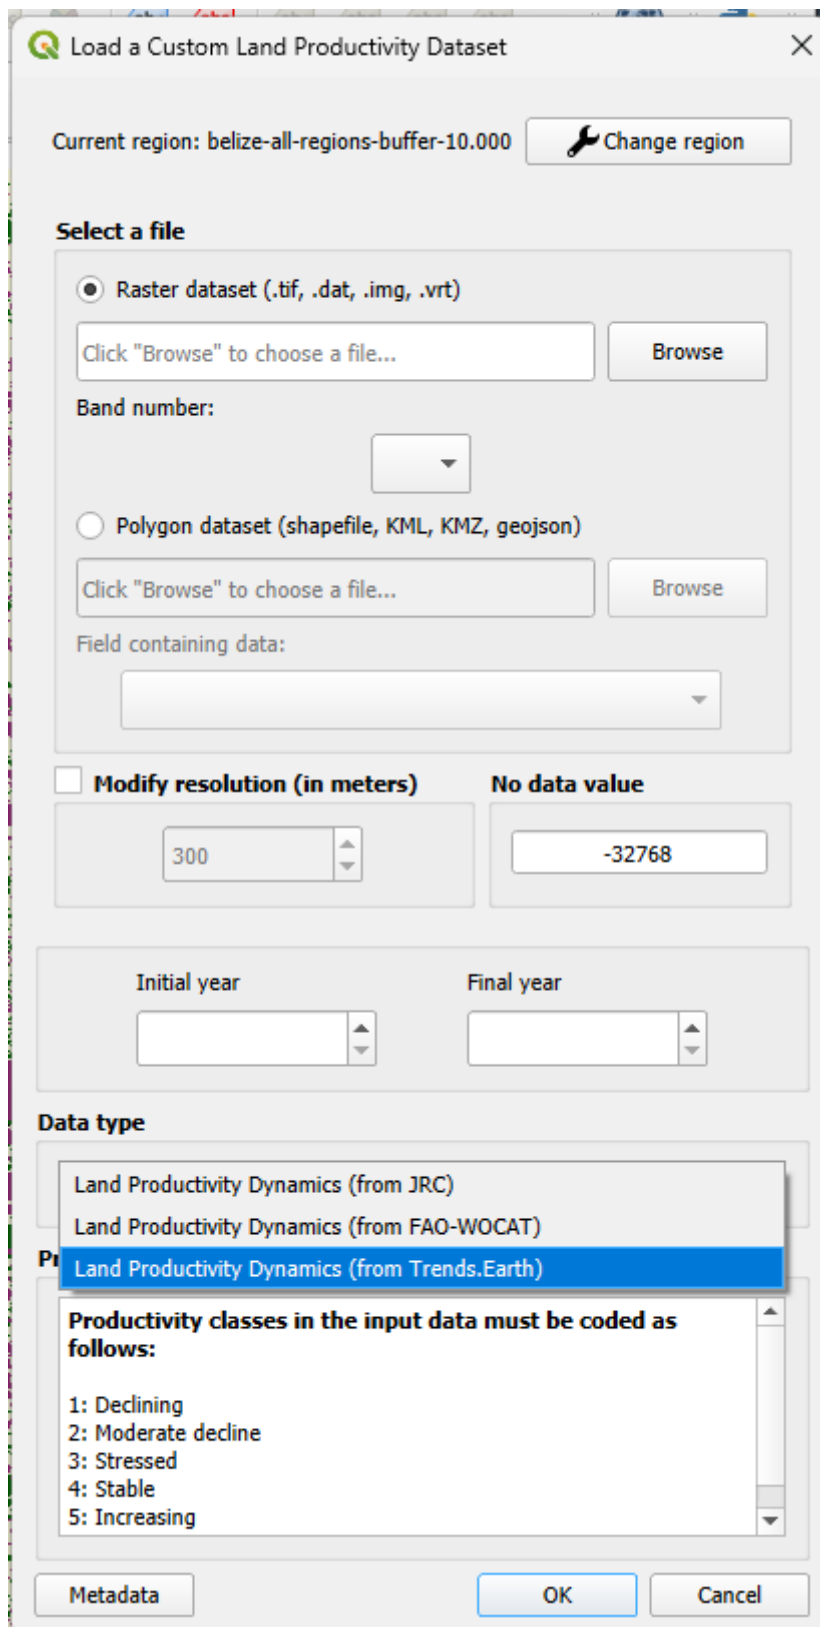 Load a Custom Land Productivity Dataset
Current region: belize-all-regions-buffer-10.000
Change region
Select a file
Raster dataset (.tif, .dat, .img, .vrt)
Click "Browse" to choose a file...
Browse
Band number:
Polygon dataset (shapefile, KML, KMZ, geojson)
Click "Browse" to choose a file...
Browse
Field containing data:
Modify resolution (in meters)
No data value
300
-32768
Initial year
Final year
Data type
Land Productivity Dynamics (from JRC)
Land Productivity Dynamics (from FAO-WOCAT)
Land Productivity Dynamics (from Trends.Earth)
Productivity classes in the input data must be coded as
follows:
1: Declining
2: Moderate decline
3: Stressed
4: Stable
5: Increasing
Metadata
OK
Cancel